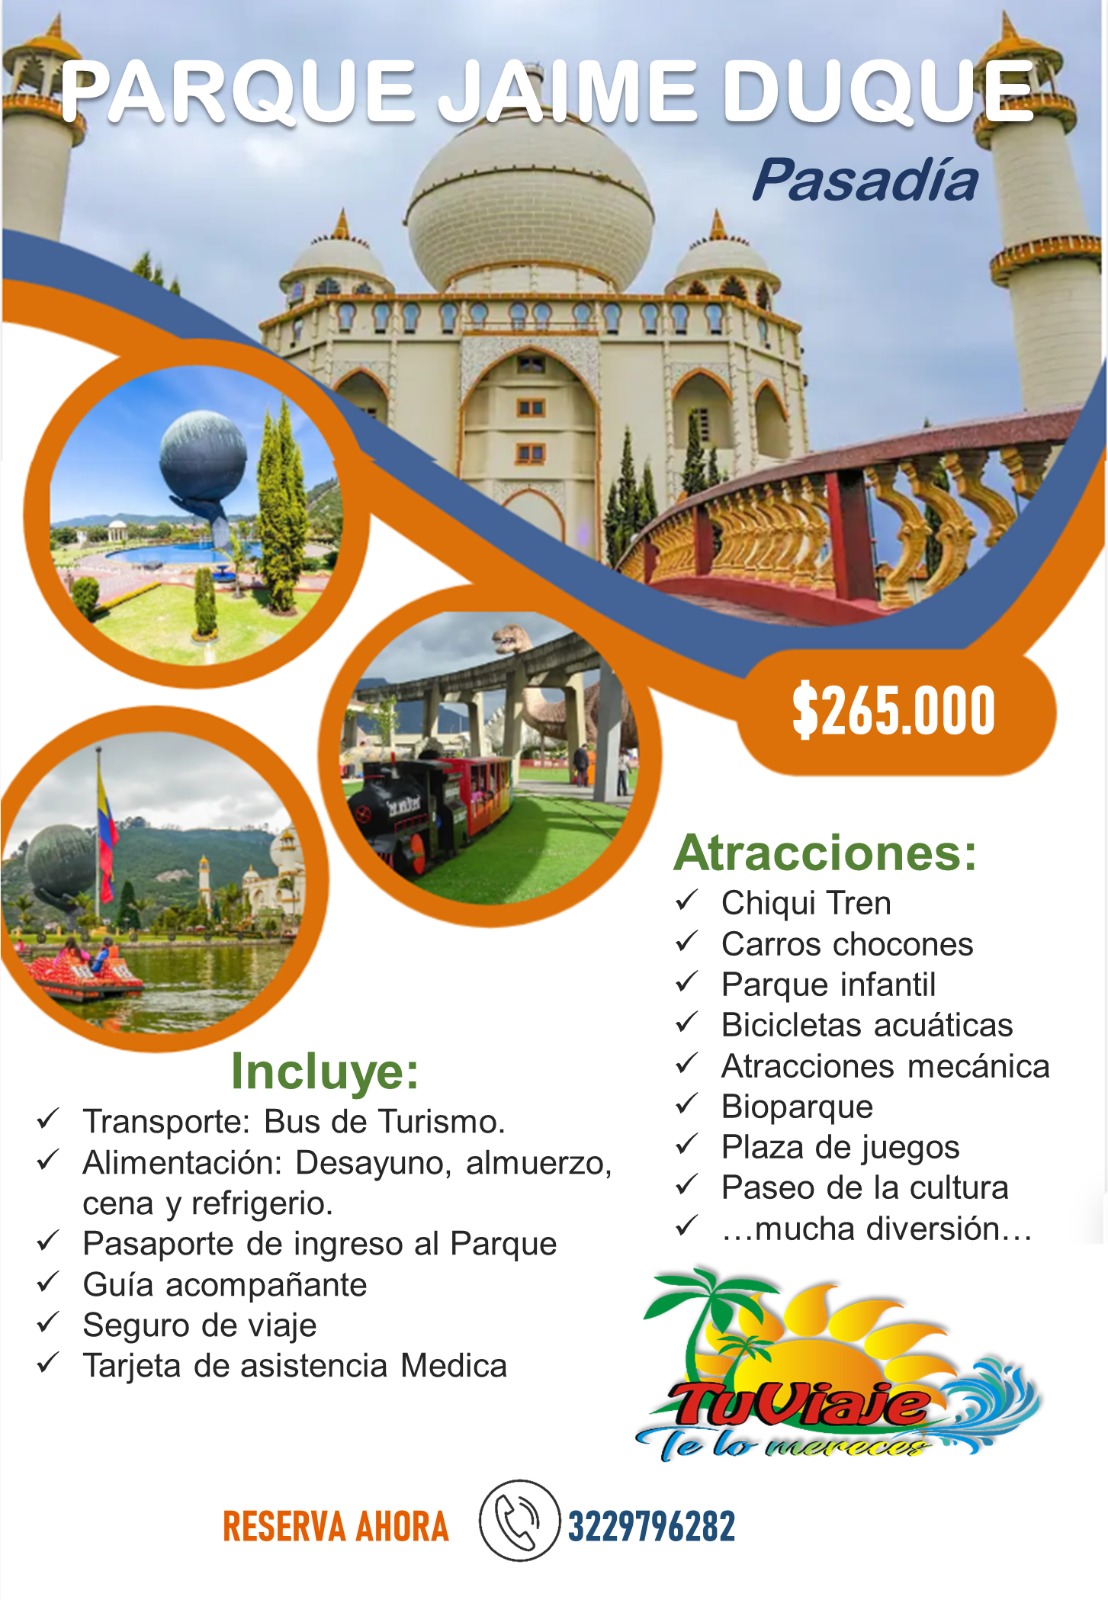 PARQUE JAIME DUQUE
Pasadía
$265.000
Atracciones:
Chiqui Tren
Carros chocones
Parque infantil
Bicicletas acuáticas
Atracciones mecánica
Bioparque
Plaza de juegos
Paseo de la cultura
...mucha diversión...
Incluye:
Transporte: Bus de Turismo.
Alimentación: Desayuno, almuerzo,
cena y refrigerio.
Pasaporte de ingreso al Parque
Guía acompañante
Seguro de viaje
Tarjeta de asistencia Medica
TuViaje
Te lo mereces
RESERVA AHORA 3229796282